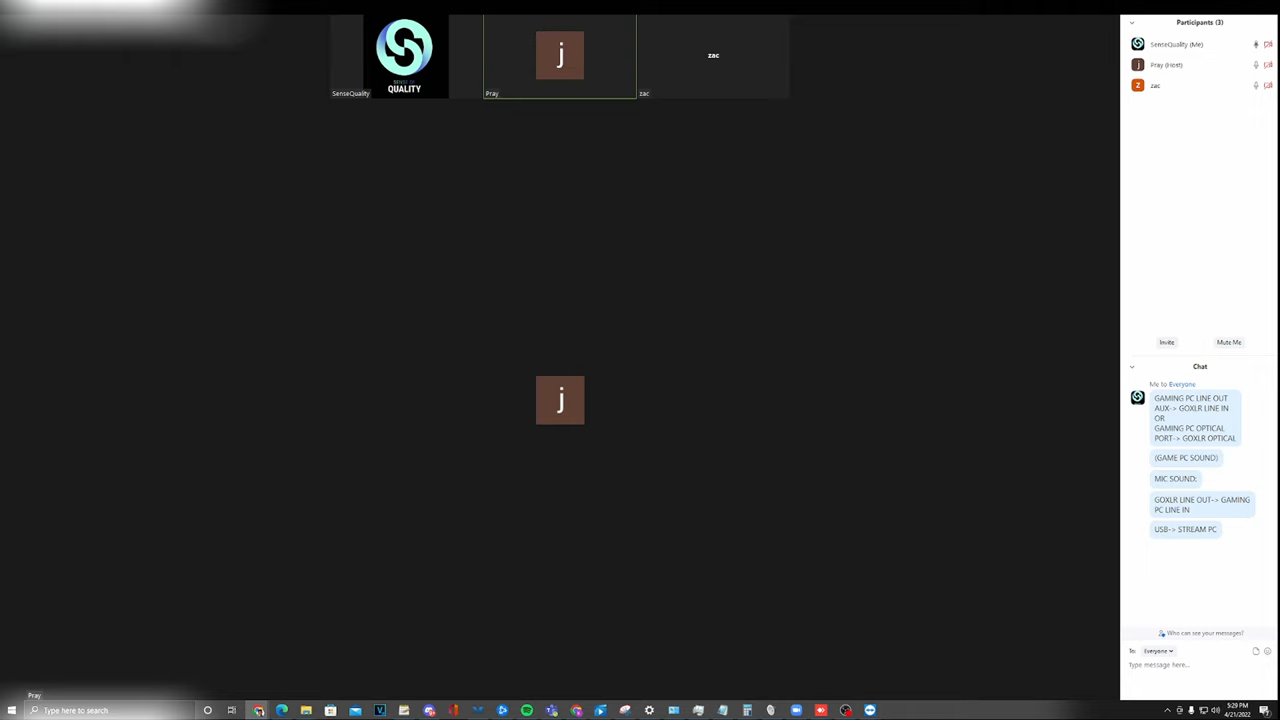 QUALITY
j
zac
SenseQuality
Pray
zac
j
Pray
Participants (3)
SenseQuality (Me)
j
Pray (Host)
Z
zac
Invite
Mute Me
Chat
Me to Everyone
GAMING PC LINE OUT
AUX-> GOXLR LINE IN
OR
GAMING PC OPTICAL
PORT-> GOXLR OPTICAL
(GAME PC SOUND)
MIC SOUND:
GOXLR LINE OUT-> GAMING
PC LINE IN
USB-> STREAM PC
Who can see your messages?
To: Everyone
Type message here...
Type here to search
5:29 PM
4/21/2022